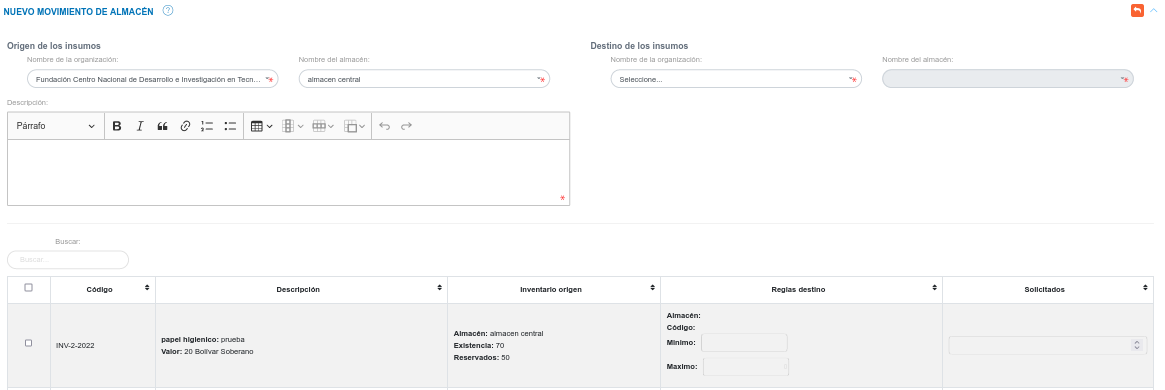 NUEVO MOVIMIENTO DE ALMACÉN ?
Origen de los insumos
Destino de los insumos
Nombre de la organización:
Nombre del almacén:
Nombre de la organización:
Nombre del almacén:
Fundación Centro Nacional de Desarrollo e Investigación en Tecn...
almacen central
Seleccione...
Descripción:
Párrafo
Buscar:
Buscar...
Código
Descripción
Inventario origen
Reglas destino
Solicitados
INV-2-2022
papel higienico: prueba
Valor: 20 Bolívar Soberano
Almacén: almacen central
Existencia: 70
Reservados: 50
Almacén:
Código:
Mínimo:
Maximo: